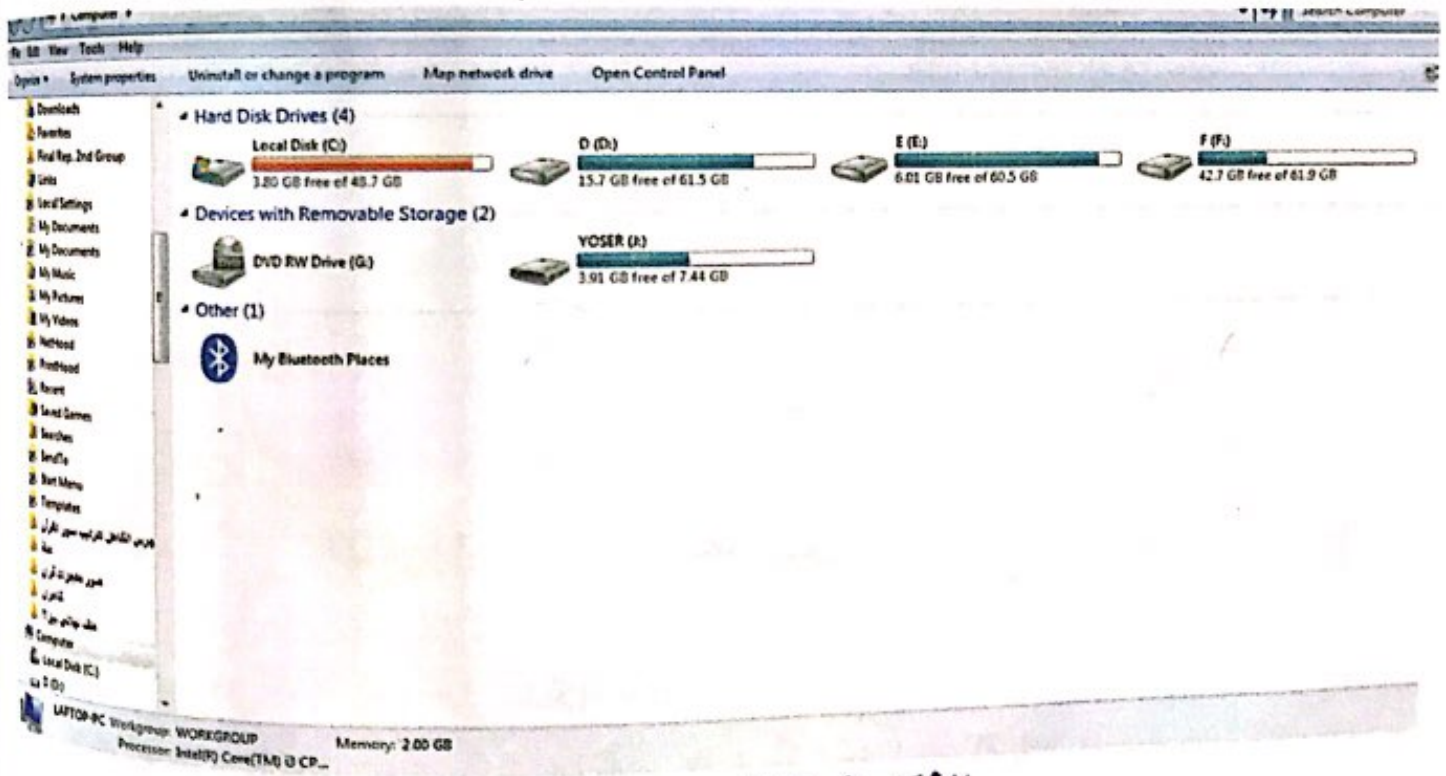 Computer
Search Computer
Edit View Tools Help
System properties Uninstall or change a program Map network drive Open Control Panel
Downloads
Favorites
Final Rep. 2nd Group
Links
Local Settings
My Documents
My Documents
My Music
My Pictures
My Videos
NetHood
PrintHood
Recent
Saved Games
Searches
SendTo
Start Menu
Templates
Computer
Local Disk (C:)
D (D:)
Hard Disk Drives (4)
Local Disk (C:)
3.80 GB free of 48.7 GB
D (D:)
15.7 GB free of 61.5 GB
E (E:)
6.01 GB free of 60.5 GB
F (F:)
42.7 GB free of 61.9 GB
Devices with Removable Storage (2)
DVD RW Drive (G:)
YOSER (J:)
3.91 GB free of 7.44 GB
Other (1)
My Bluetooth Places
LAPTOP-PC Workgroup: WORKGROUP Memory: 2.00 GB
Processor: Intel(R) Core(TM) i3 CP...